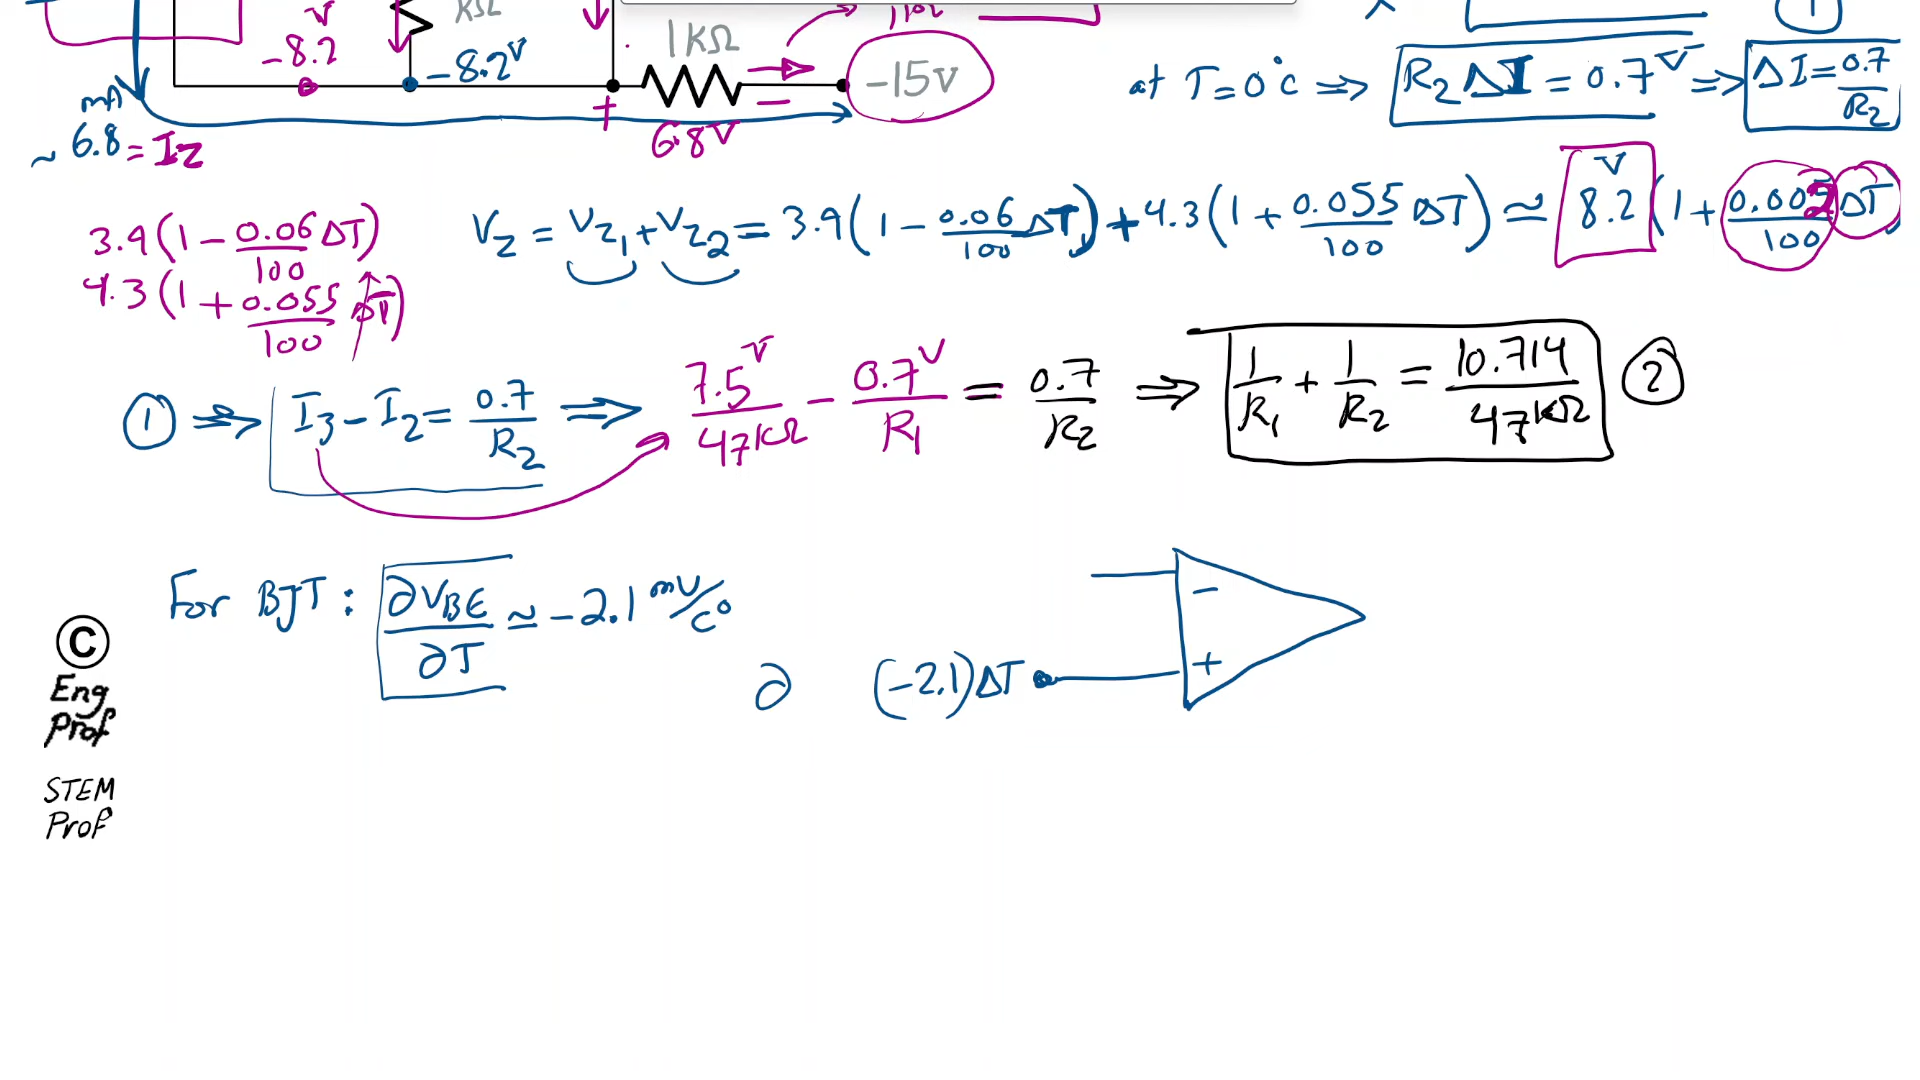 KΩ
V
-8.2
-8.2V
1KΩ
-15V
+ -
6.8V
mA
~ 6.8 = Iz
at T=0°C ⇒ R2 ΔI = 0.7V ⇒ ΔI = 0.7/R2
3.9(1 - 0.06/100 ΔT)
4.3(1 + 0.055/100 ΔT)
Vz = Vz1 + Vz2 = 3.9(1 - 0.06/100 ΔT) + 4.3(1 + 0.055/100 ΔT) ≃ 8.2V (1 + 0.002/100 ΔT
① ⇒ I3 - I2 = 0.7/R2 ⇒ 7.5V/47KΩ - 0.7V/R1 = 0.7/R2 ⇒ 1/R1 + 1/R2 = 10.714/47KΩ ②
For BJT: ∂VBE/∂T ≃ -2.1 mV/C°
∂ (-2.1)ΔT
-
+
©
Eng
Prof
STEM
Prof